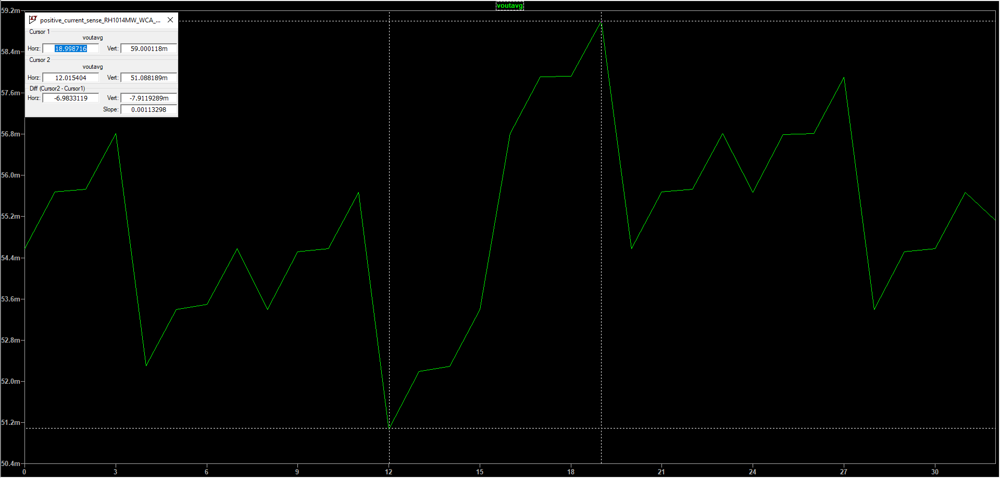 voutavg
59.2m
58.4m
57.6m
56.8m
56.0m
55.2m
54.4m
53.6m
52.8m
52.0m
51.2m
50.4m
positive_current_sense_RH1014MW_WCA_...
Cursor 1
voutavg
Horz: 18.998716 Vert: 59.000118m
Cursor 2
voutavg
Horz: 12.015404 Vert: 51.088189m
Diff (Cursor2 - Cursor1)
Horz: -6.9833119 Vert: -7.9119289m
Slope: 0.00113298
0 3 6 9 12 15 18 21 24 27 30